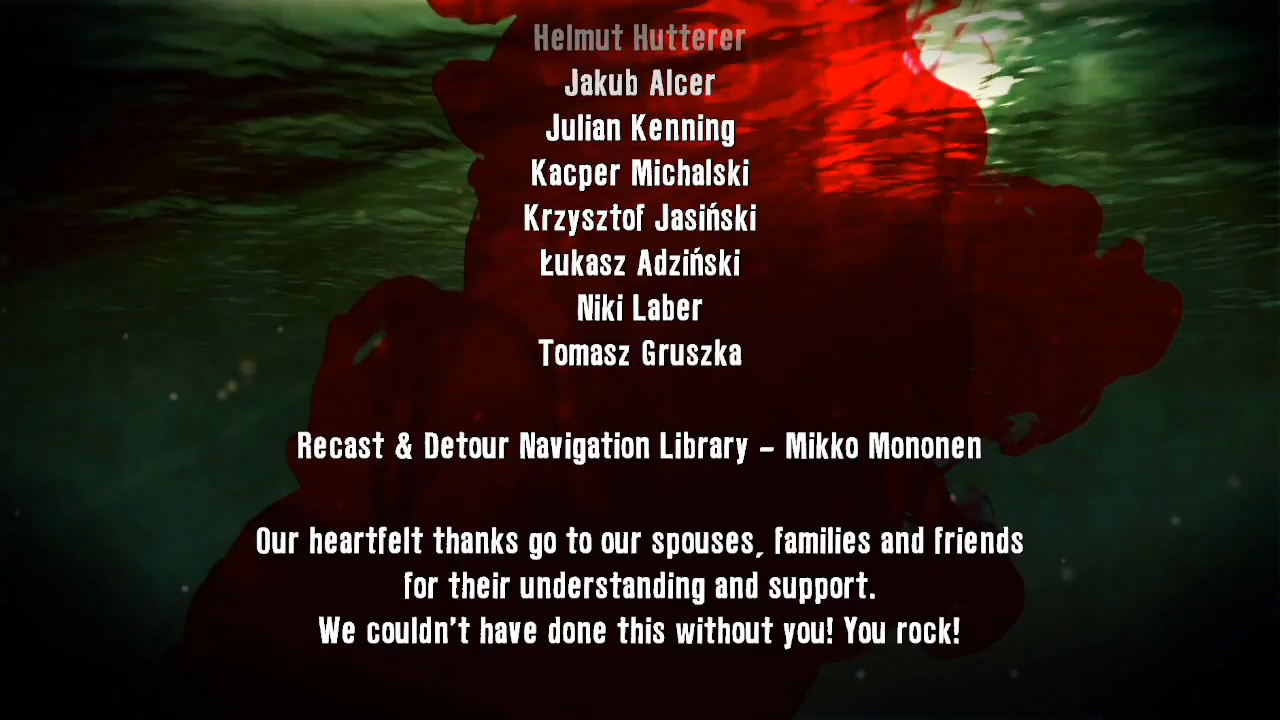 Helmut Hutterer
Jakub Alcer
Julian Kenning
Kacper Michalski
Krzysztof Jasiński
Łukasz Adziński
Niki Laber
Tomasz Gruszka
Recast & Detour Navigation Library – Mikko Mononen
Our heartfelt thanks go to our spouses, families and friends
for their understanding and support.
We couldn't have done this without you! You rock!